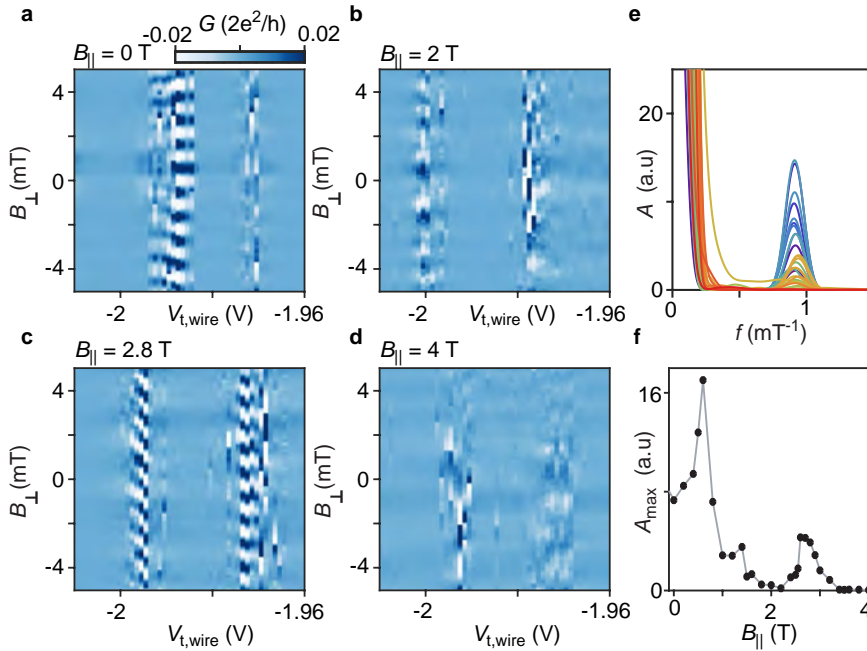 a
G (2e²/h)
-0.02 0.02
B|| = 0 T
4
0
-4
B⊥ (mT)
-2 -1.96
Vt,wire (V)
b
B|| = 2 T
4
0
-4
B⊥ (mT)
-2 -1.96
Vt,wire (V)
e
20
0
A (a.u)
0 1
f (mT⁻¹)
c
B|| = 2.8 T
4
0
-4
B⊥ (mT)
-2 -1.96
Vt,wire (V)
d
B|| = 4 T
4
0
-4
B⊥ (mT)
-2 -1.96
Vt,wire (V)
f
16
0
Amax (a.u)
0 2 4
B|| (T)